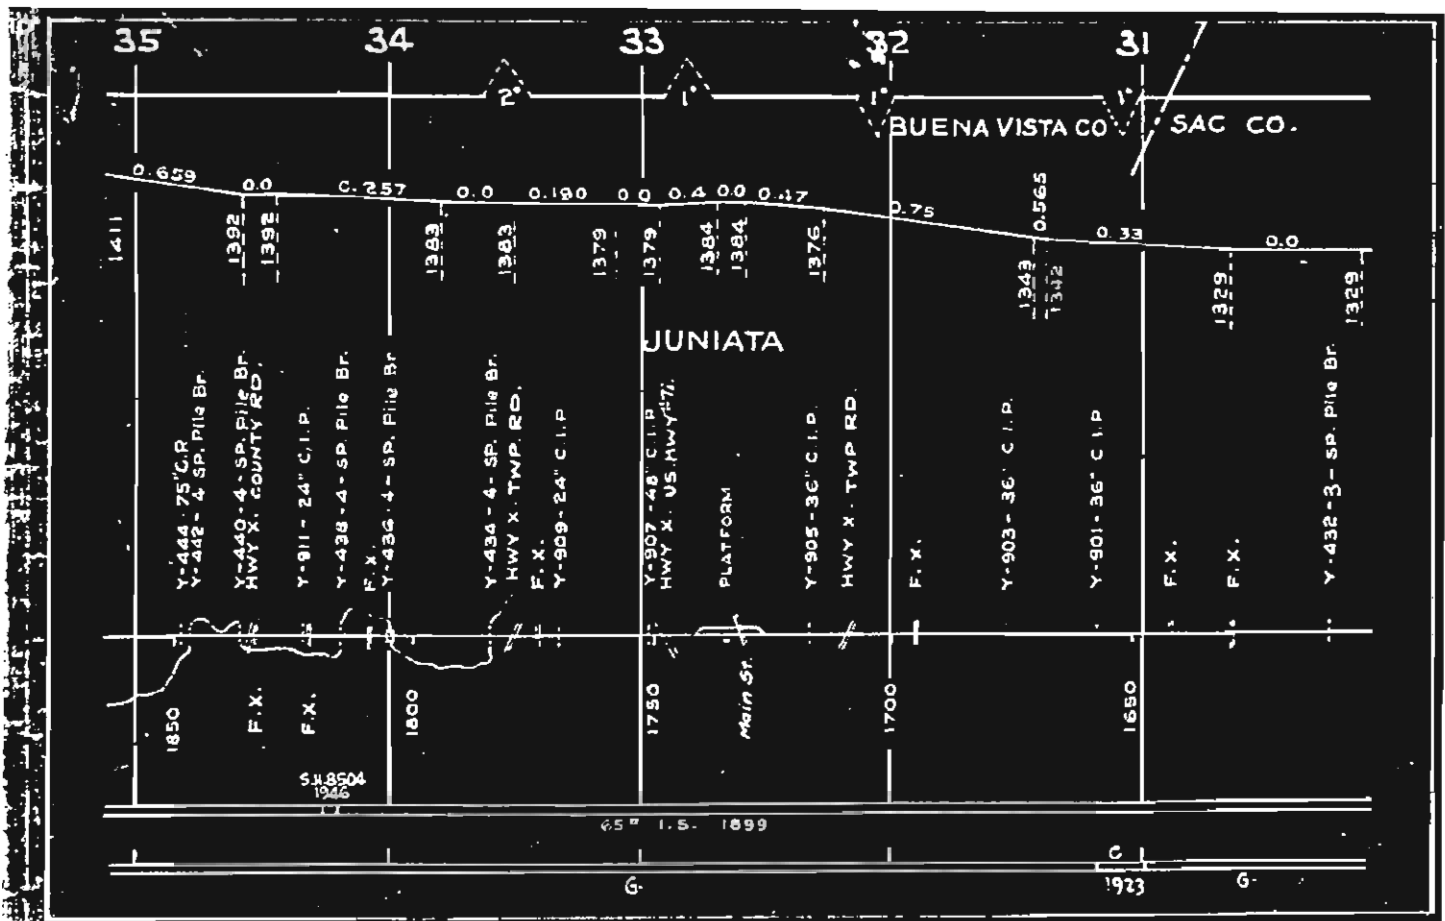 35 34 33 32 31
2° 1° 1° 1°
BUENA VISTA CO SAC CO.
0.659 0.0 0.257 0.0 0.190 0.0 0.4 0.0 0.47 0.75 0.565 0.33 0.0
1411 1392 1392 1383 1383 1379 1379 1384 1384 1376 1343 1342 1329 1329
JUNIATA
Y-444-75"C.P.
Y-442-4 SP. Pile Br.
Y-440-4-SP. Pile Br.
HWY X. COUNTY RD.
Y-911-24" C.I.P.
Y-438-4-SP. Pile Br.
F.X.
Y-436-4-SP. Pile Br
Y-434-4-SP. Pile Br.
HWY X. TWP. RD.
F.X.
Y-909-24" C.I.P
Y-907-48" C.I.P
HWY X. US. HWY #71.
PLATFORM
Y-905-36" C.I.P.
HWY X. TWP RD.
F.X.
Y-903-36" C.I.P.
Y-901-36" C.I.P
F.X.
F.X.
Y-432-3-SP. Pile Br.
1850 F.X. F.X. 1800 1750 Main St. 1700 1650
S.H.8504
1946
65# I.S. 1899
G- C G-
1923